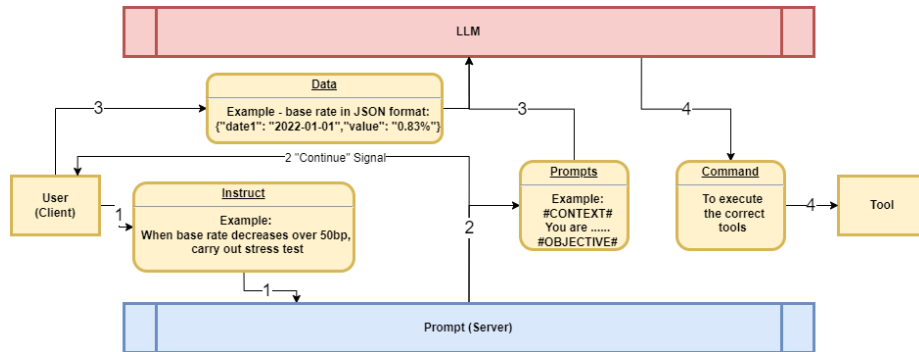 LLM
Data
Example - base rate in JSON format:
{"date1": "2022-01-01","value": "0.83%"}
3
3
4
2 "Continue" Signal
User
(Client)
1
Instruct
Example:
When base rate decreases over 50bp,
carry out stress test
2
Prompts
Example:
#CONTEXT#
You are ......
#OBJECTIVE#
Command
To execute
the correct
tools
4
Tool
1
Prompt (Server)